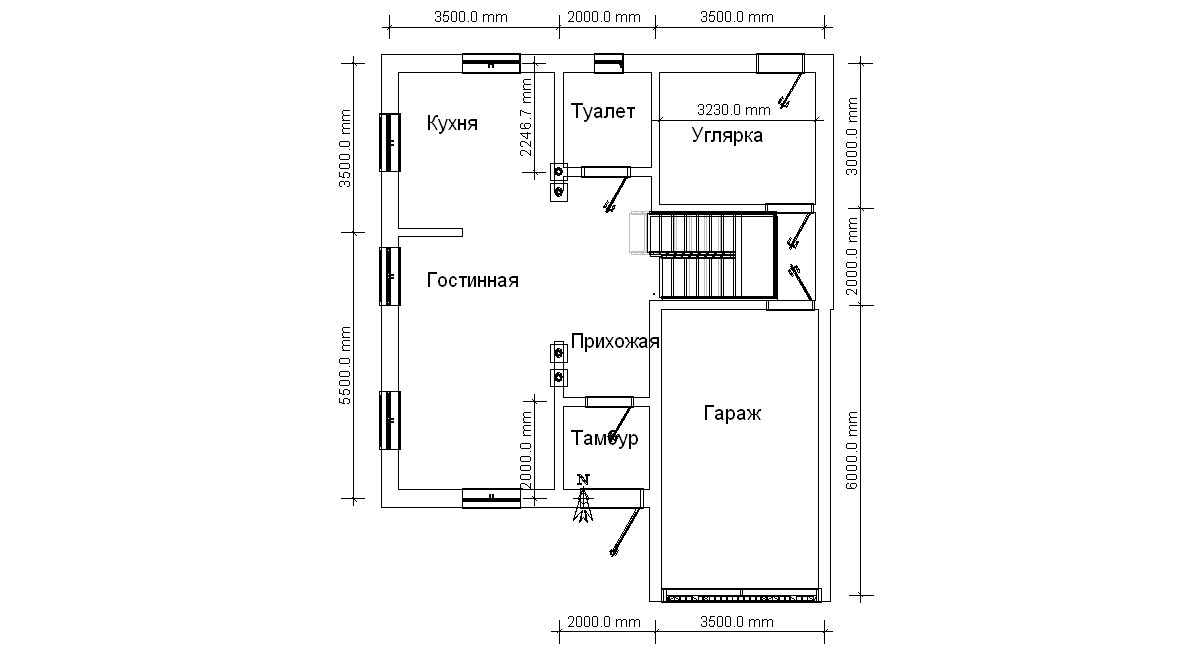 3500.0 mm
2000.0 mm
3500.0 mm
3500.0 mm
5500.0 mm
Кухня
2246.7 mm
Туалет
3230.0 mm
Углярка
3000.0 mm
2000.0 mm
6000.0 mm
Гостинная
Прихожая
Гараж
Тамбур
2000.0 mm
N
2000.0 mm
3500.0 mm